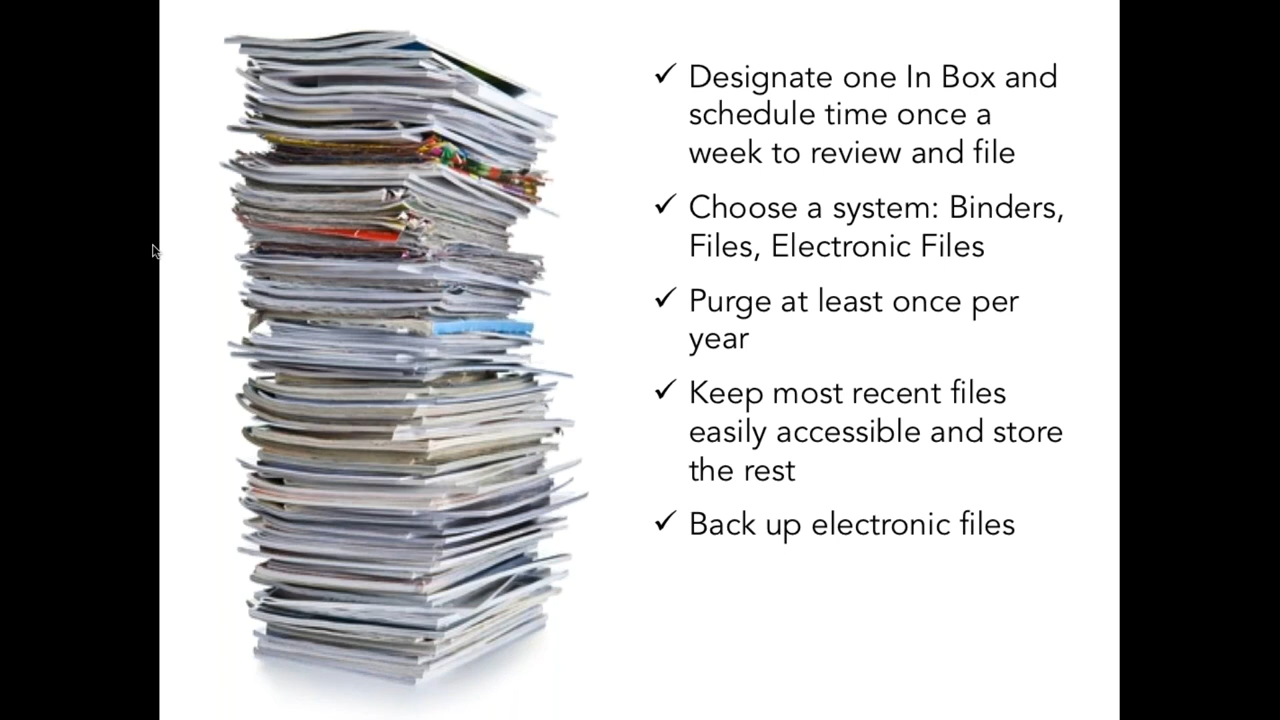 ✓ Designate one In Box and
schedule time once a
week to review and file
✓ Choose a system: Binders,
Files, Electronic Files
✓ Purge at least once per
year
✓ Keep most recent files
easily accessible and store
the rest
✓ Back up electronic files